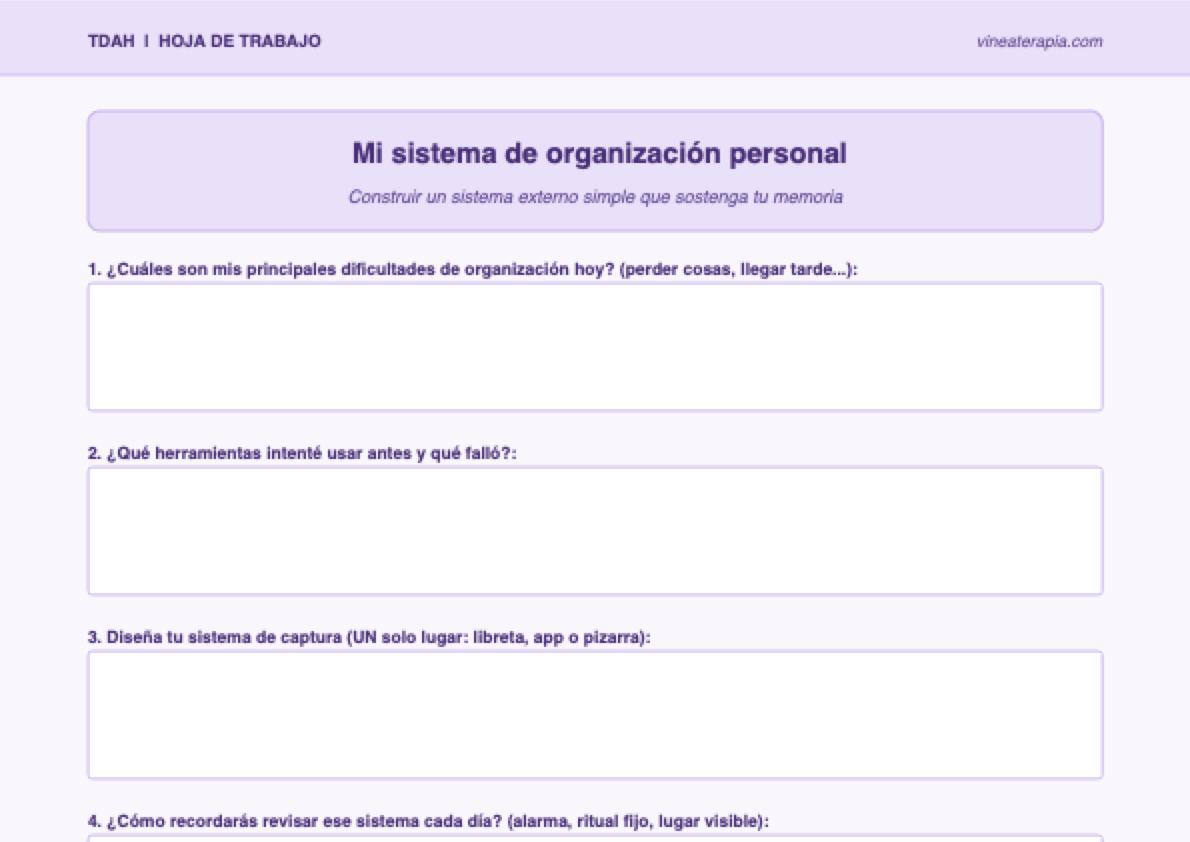 TDAH | HOJA DE TRABAJO
vineaterapia.com
Mi sistema de organización personal
Construir un sistema externo simple que sostenga tu memoria
1. ¿Cuáles son mis principales dificultades de organización hoy? (perder cosas, llegar tarde...):
2. ¿Qué herramientas intenté usar antes y qué falló?:
3. Diseña tu sistema de captura (UN solo lugar: libreta, app o pizarra):
4. ¿Cómo recordarás revisar ese sistema cada día? (alarma, ritual fijo, lugar visible):